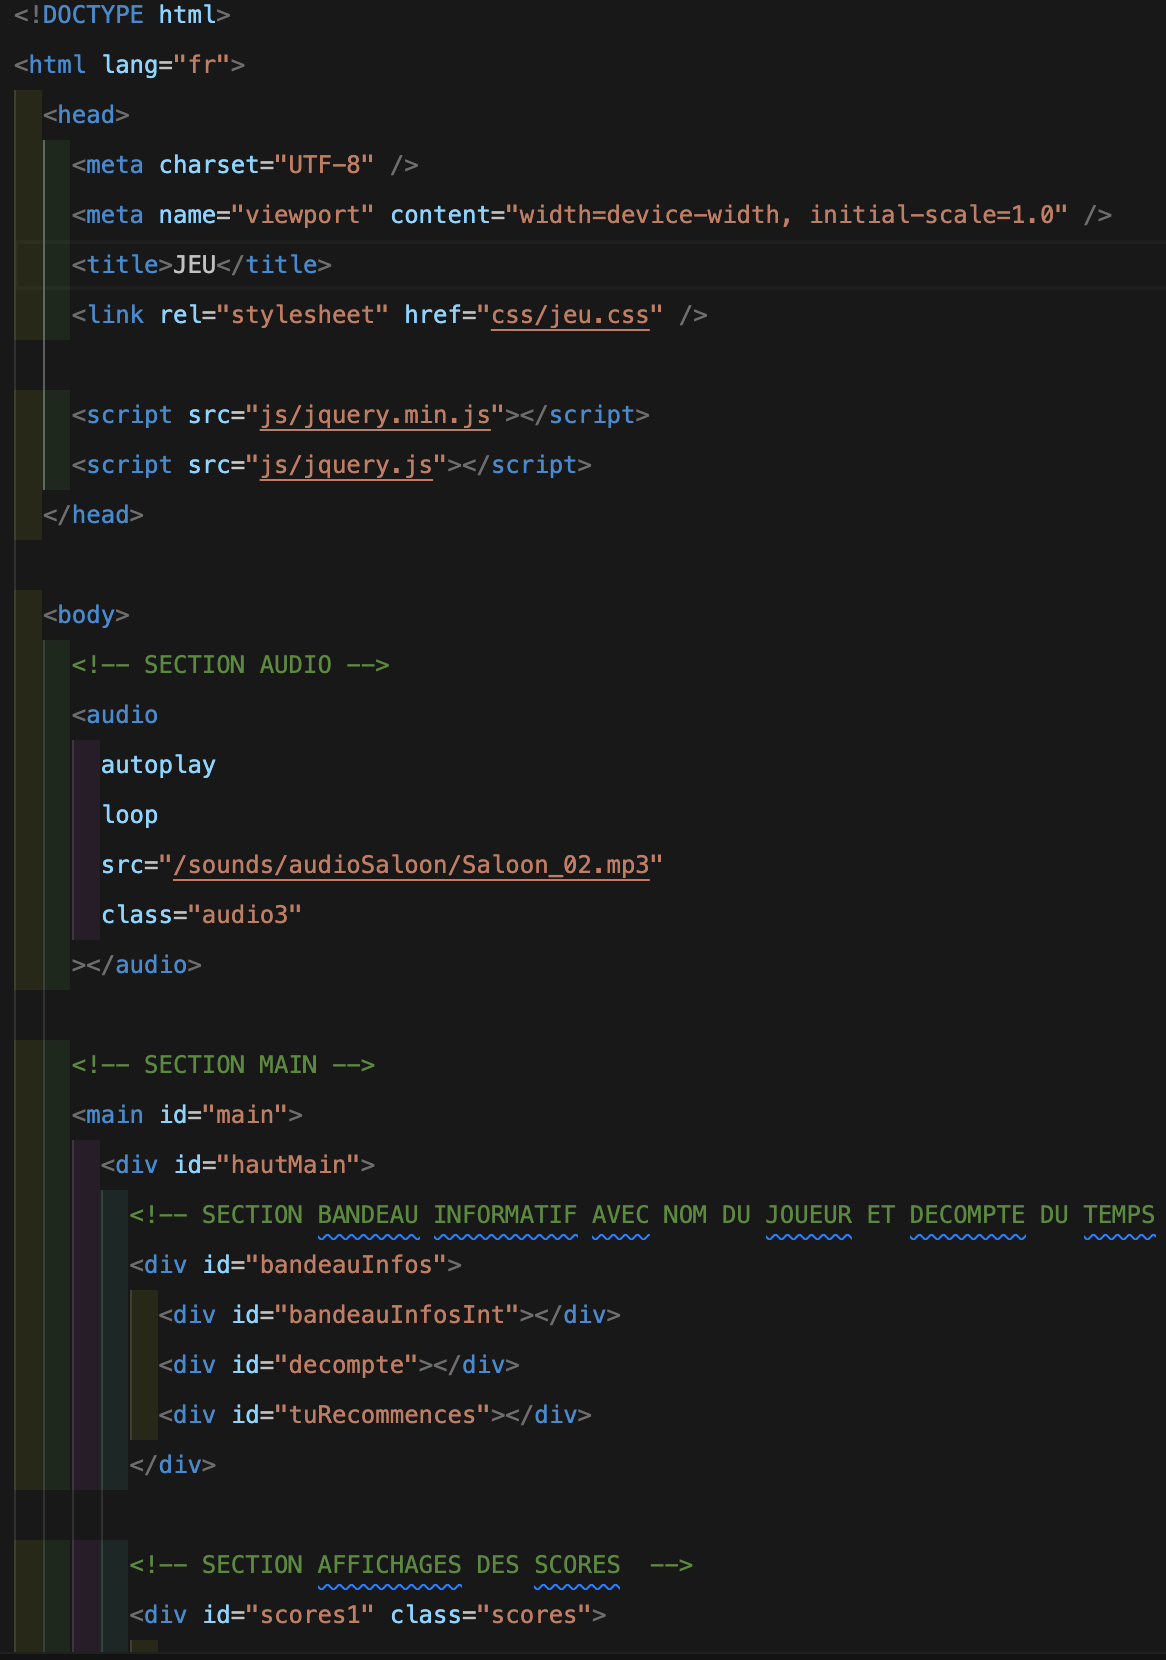 <!DOCTYPE html>
<html lang="fr">
<head>
<meta charset="UTF-8" />
<meta name="viewport" content="width=device-width, initial-scale=1.0" />
<title>JEU</title>
<link rel="stylesheet" href="css/jeu.css" />
<script src="js/jquery.min.js"></script>
<script src="js/jquery.js"></script>
</head>
<body>
<!-- SECTION AUDIO -->
<audio
autoplay
loop
src="/sounds/audioSaloon/Saloon_02.mp3"
class="audio3"
></audio>
<!-- SECTION MAIN -->
<main id="main">
<div id="hautMain">
<!-- SECTION BANDEAU INFORMATIF AVEC NOM DU JOUEUR ET DECOMPTE DU TEMPS
<div id="bandeauInfos">
<div id="bandeauInfosInt"></div>
<div id="decompte"></div>
<div id="tuRecommences"></div>
</div>
<!-- SECTION AFFICHAGES DES SCORES  -->
<div id="scores1" class="scores">